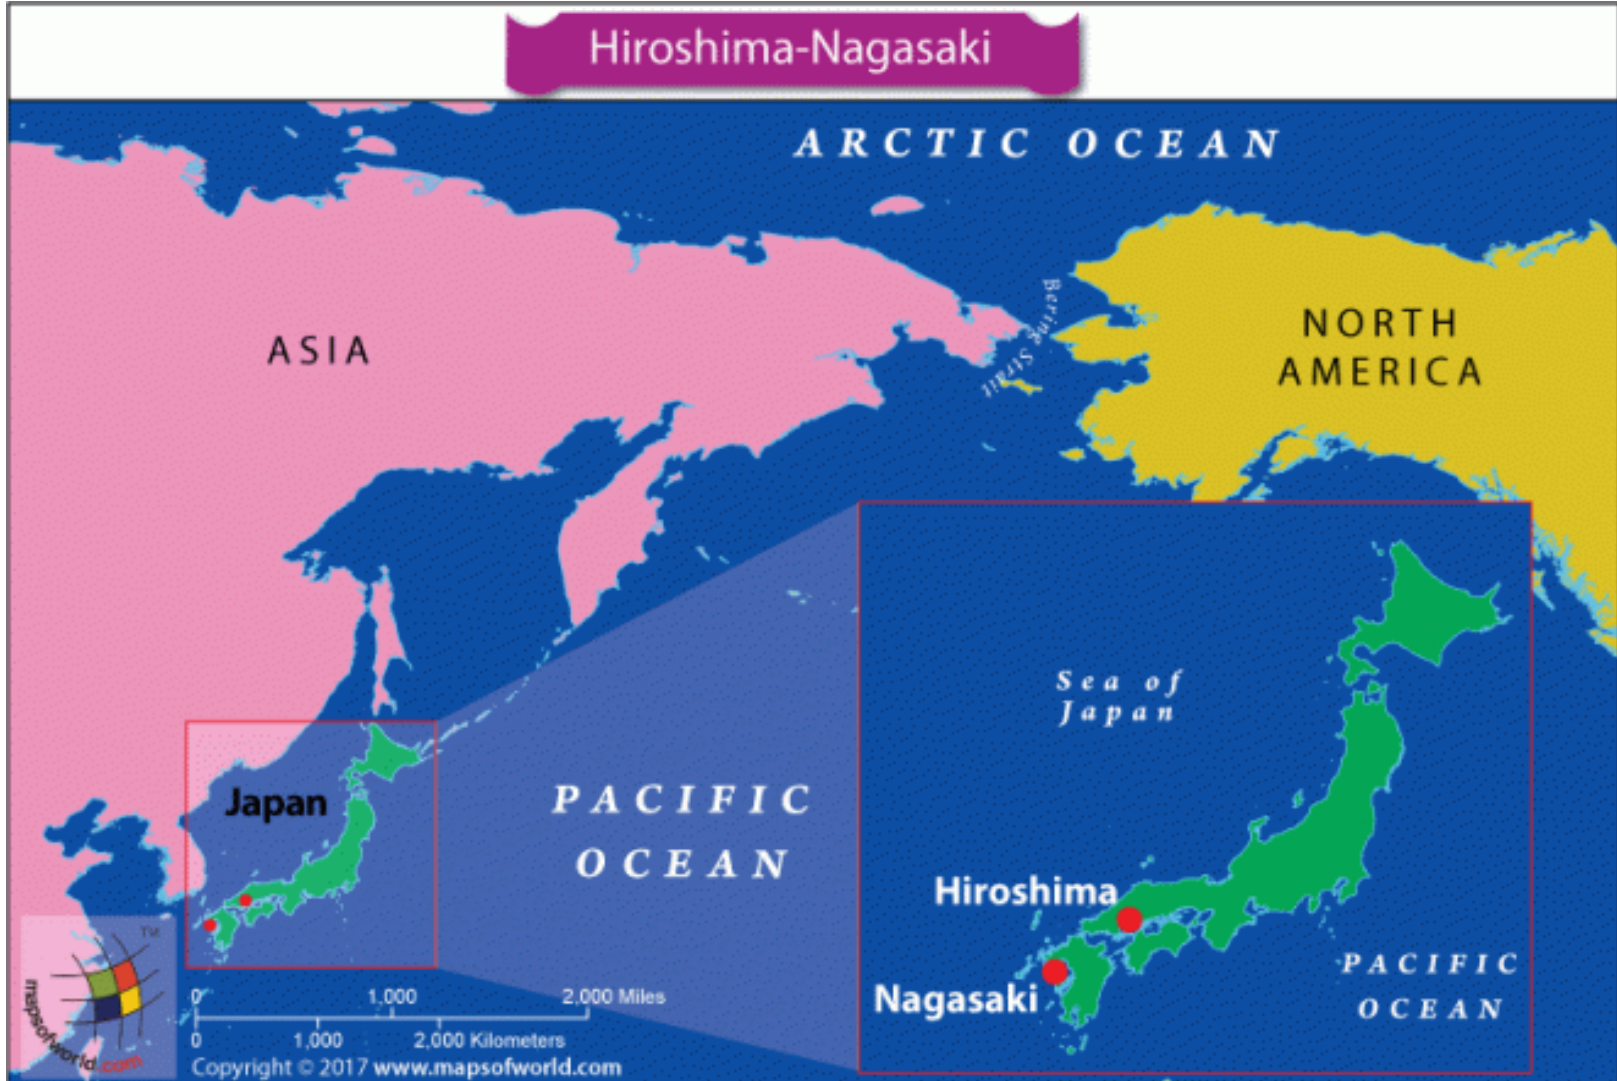 Hiroshima-Nagasaki
ARCTIC OCEAN
ASIA
Bering Strait
NORTH
AMERICA
Sea of
Japan
Japan
PACIFIC
OCEAN
Hiroshima
Nagasaki
PACIFIC
OCEAN
TM
mapsofworld.com
0 1,000 2,000 Miles
0 1,000 2,000 Kilometers
Copyright © 2017 www.mapsofworld.com